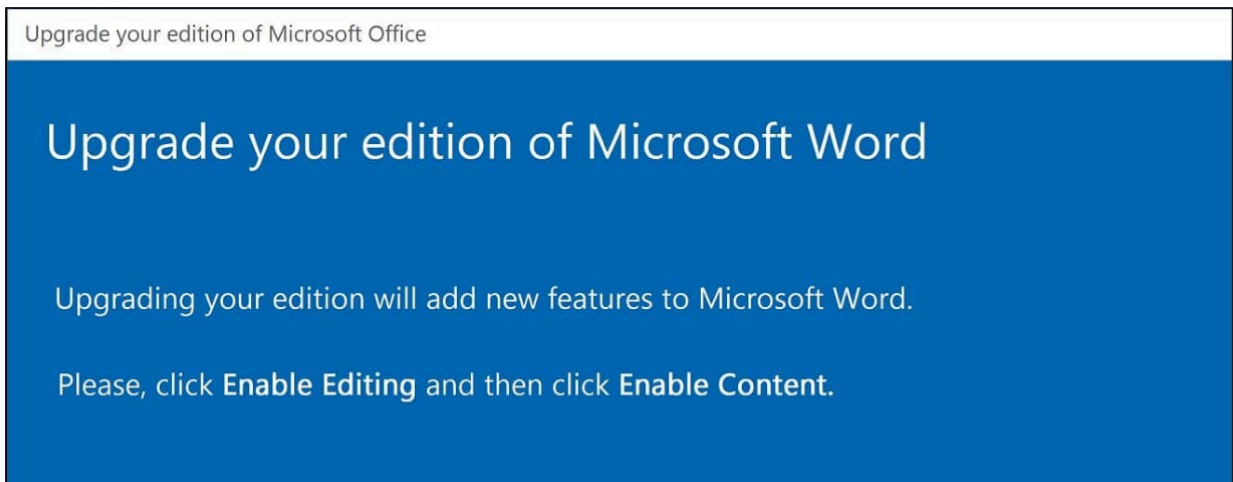 Upgrade your edition of Microsoft Office
Upgrade your edition of Microsoft Word
Upgrading your edition will add new features to Microsoft Word.
Please, click Enable Editing and then click Enable Content.